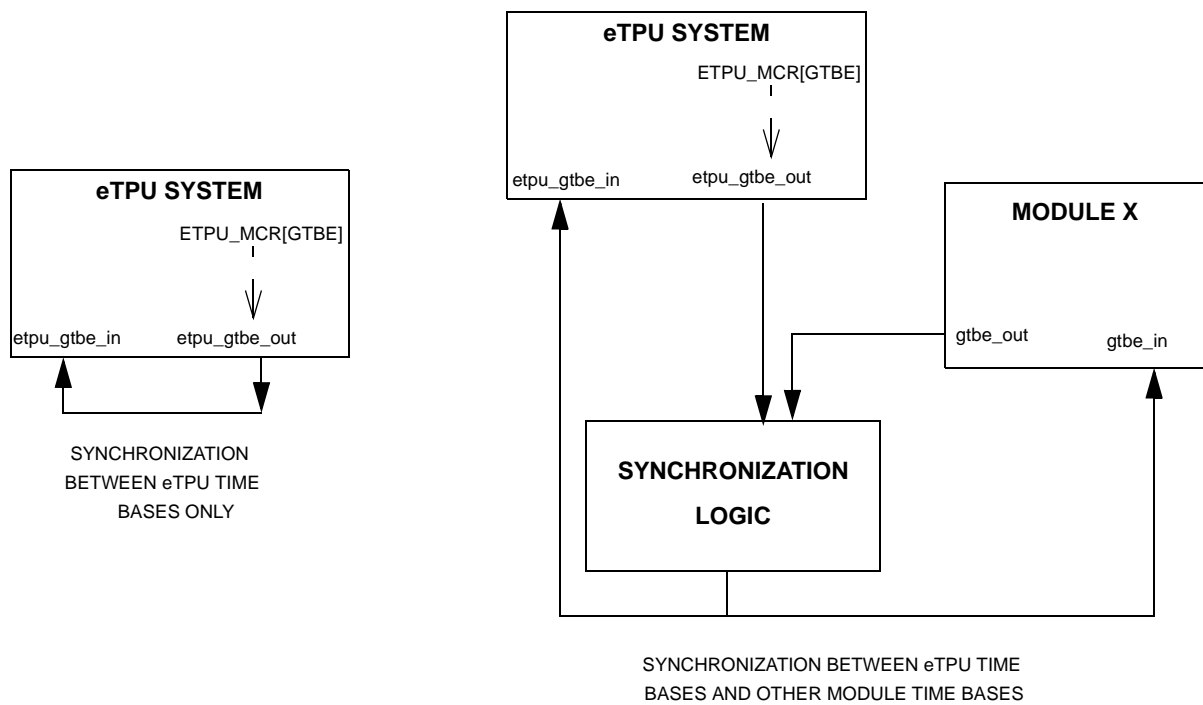 eTPU SYSTEM
ETPU_MCR[GTBE]
etpu_gtbe_in
etpu_gtbe_out
SYNCHRONIZATION
BETWEEN eTPU TIME
BASES ONLY
eTPU SYSTEM
ETPU_MCR[GTBE]
etpu_gtbe_in
etpu_gtbe_out
MODULE X
gtbe_out
gtbe_in
SYNCHRONIZATION
LOGIC
SYNCHRONIZATION BETWEEN eTPU TIME
BASES AND OTHER MODULE TIME BASES